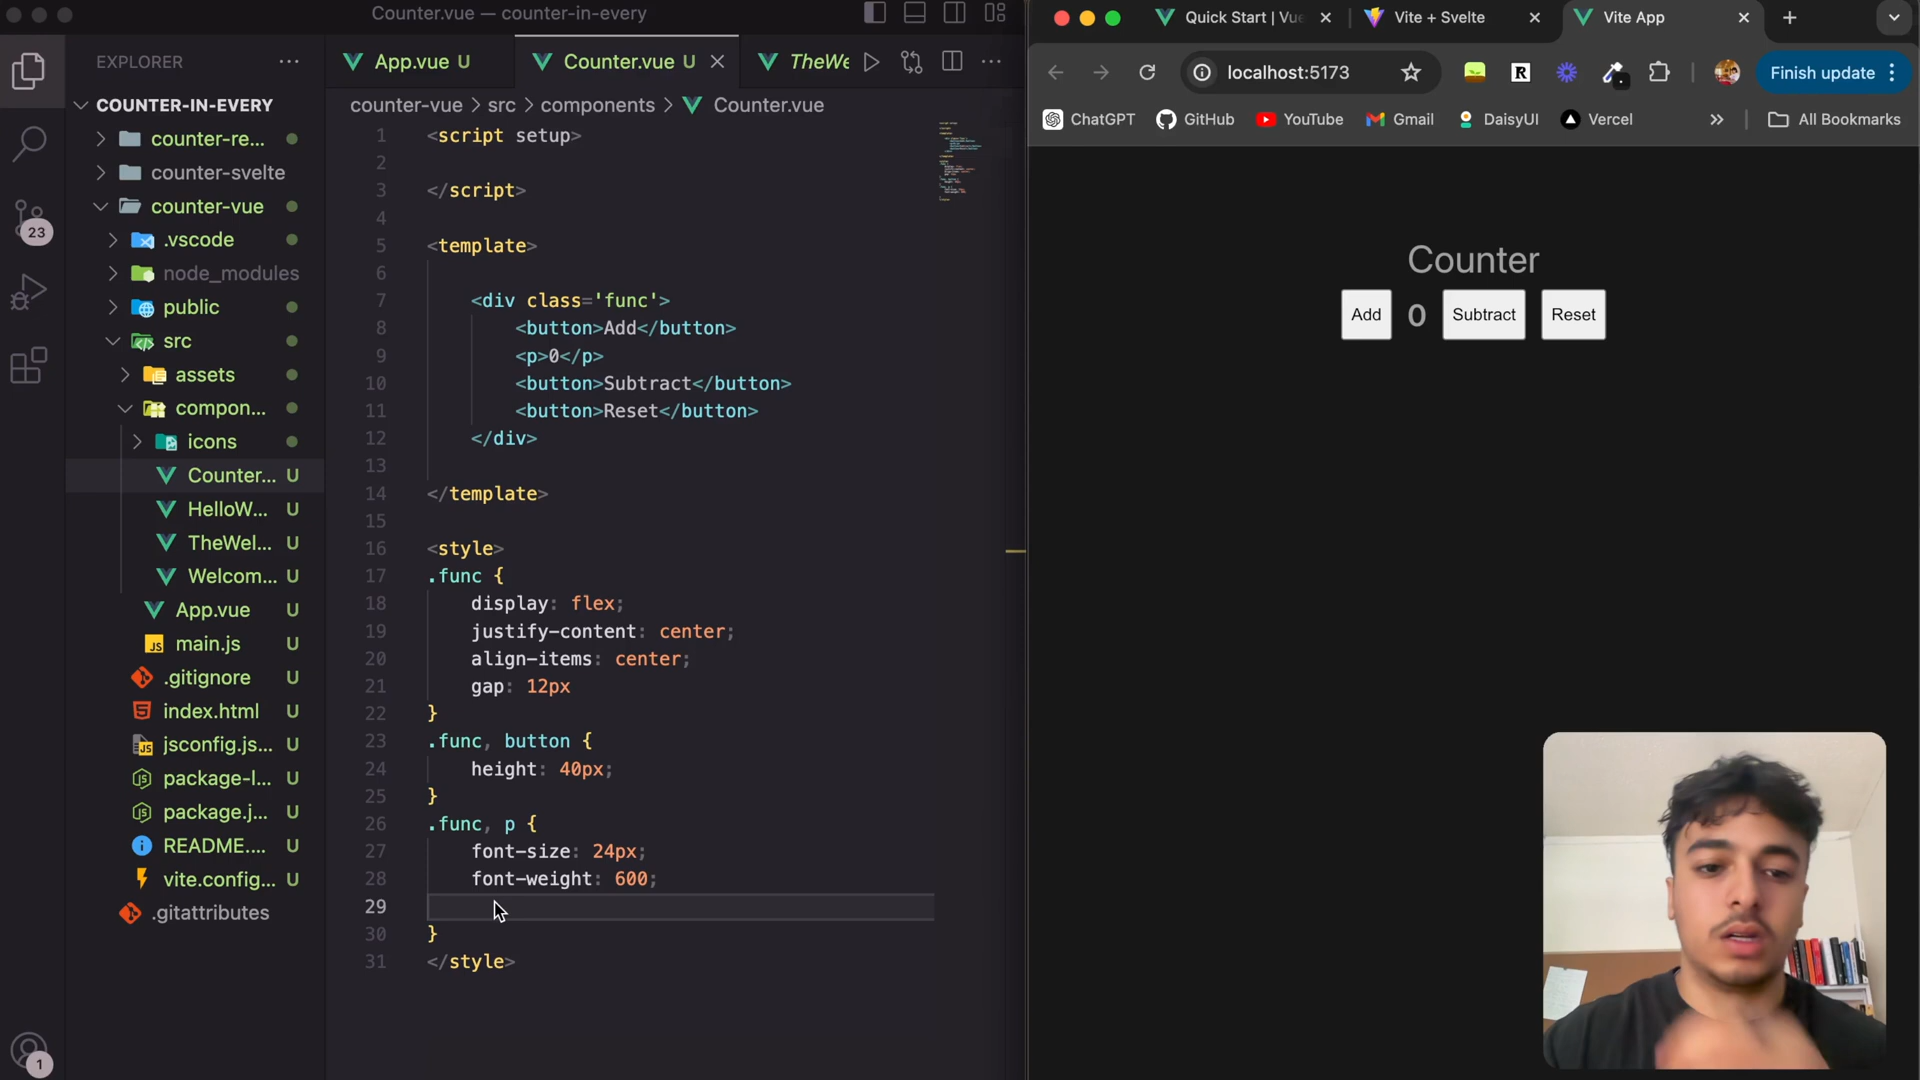 Counter.vue — counter-in-every
EXPLORER
COUNTER-IN-EVERY
counter-re...
counter-svelte
counter-vue
.vscode
node_modules
public
src
assets
compon...
icons
Counter... U
HelloW... U
TheWel... U
Welcom... U
App.vue U
main.js U
.gitignore U
index.html U
jsconfig.js... U
package-l... U
package.j... U
README.... U
vite.config... U
.gitattributes
23
1
App.vue U
Counter.vue U
TheWe
counter-vue > src > components > Counter.vue
1 <script setup>
2
3 </script>
4
5 <template>
6
7 <div class='func'>
8 <button>Add</button>
9 <p>0</p>
10 <button>Subtract</button>
11 <button>Reset</button>
12 </div>
13
14 </template>
15
16 <style>
17 .func {
18 display: flex;
19 justify-content: center;
20 align-items: center;
21 gap: 12px
22 }
23 .func, button {
24 height: 40px;
25 }
26 .func, p {
27 font-size: 24px;
28 font-weight: 600;
29
30 }
31 </style>
Quick Start | Vue
Vite + Svelte
Vite App
localhost:5173
Finish update
ChatGPT
GitHub
YouTube
Gmail
DaisyUI
Vercel
All Bookmarks
Counter
Add 0 Subtract Reset